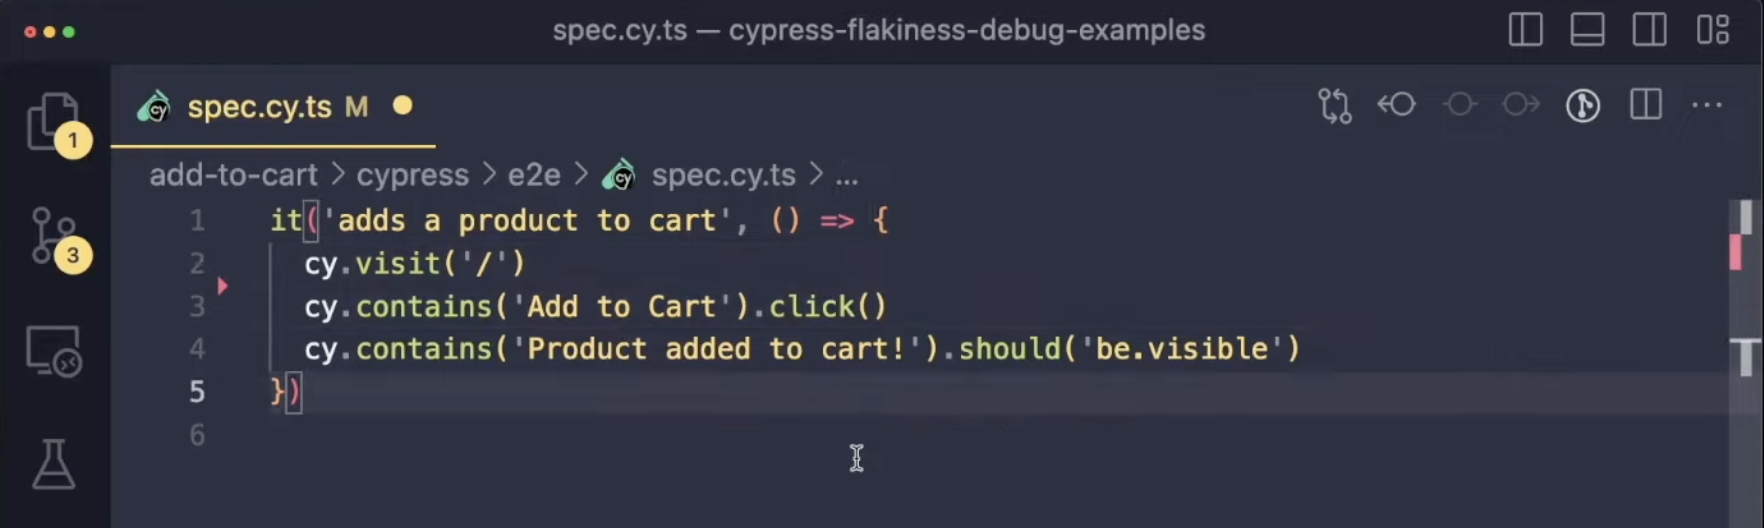 spec.cy.ts — cypress-flakiness-debug-examples
spec.cy.ts M
1
add-to-cart > cypress > e2e > cy spec.cy.ts > ...
1 it('adds a product to cart', () => {
2 cy.visit('/')
3
3 cy.contains('Add to Cart').click()
4 cy.contains('Product added to cart!').should('be.visible')
5 })
6